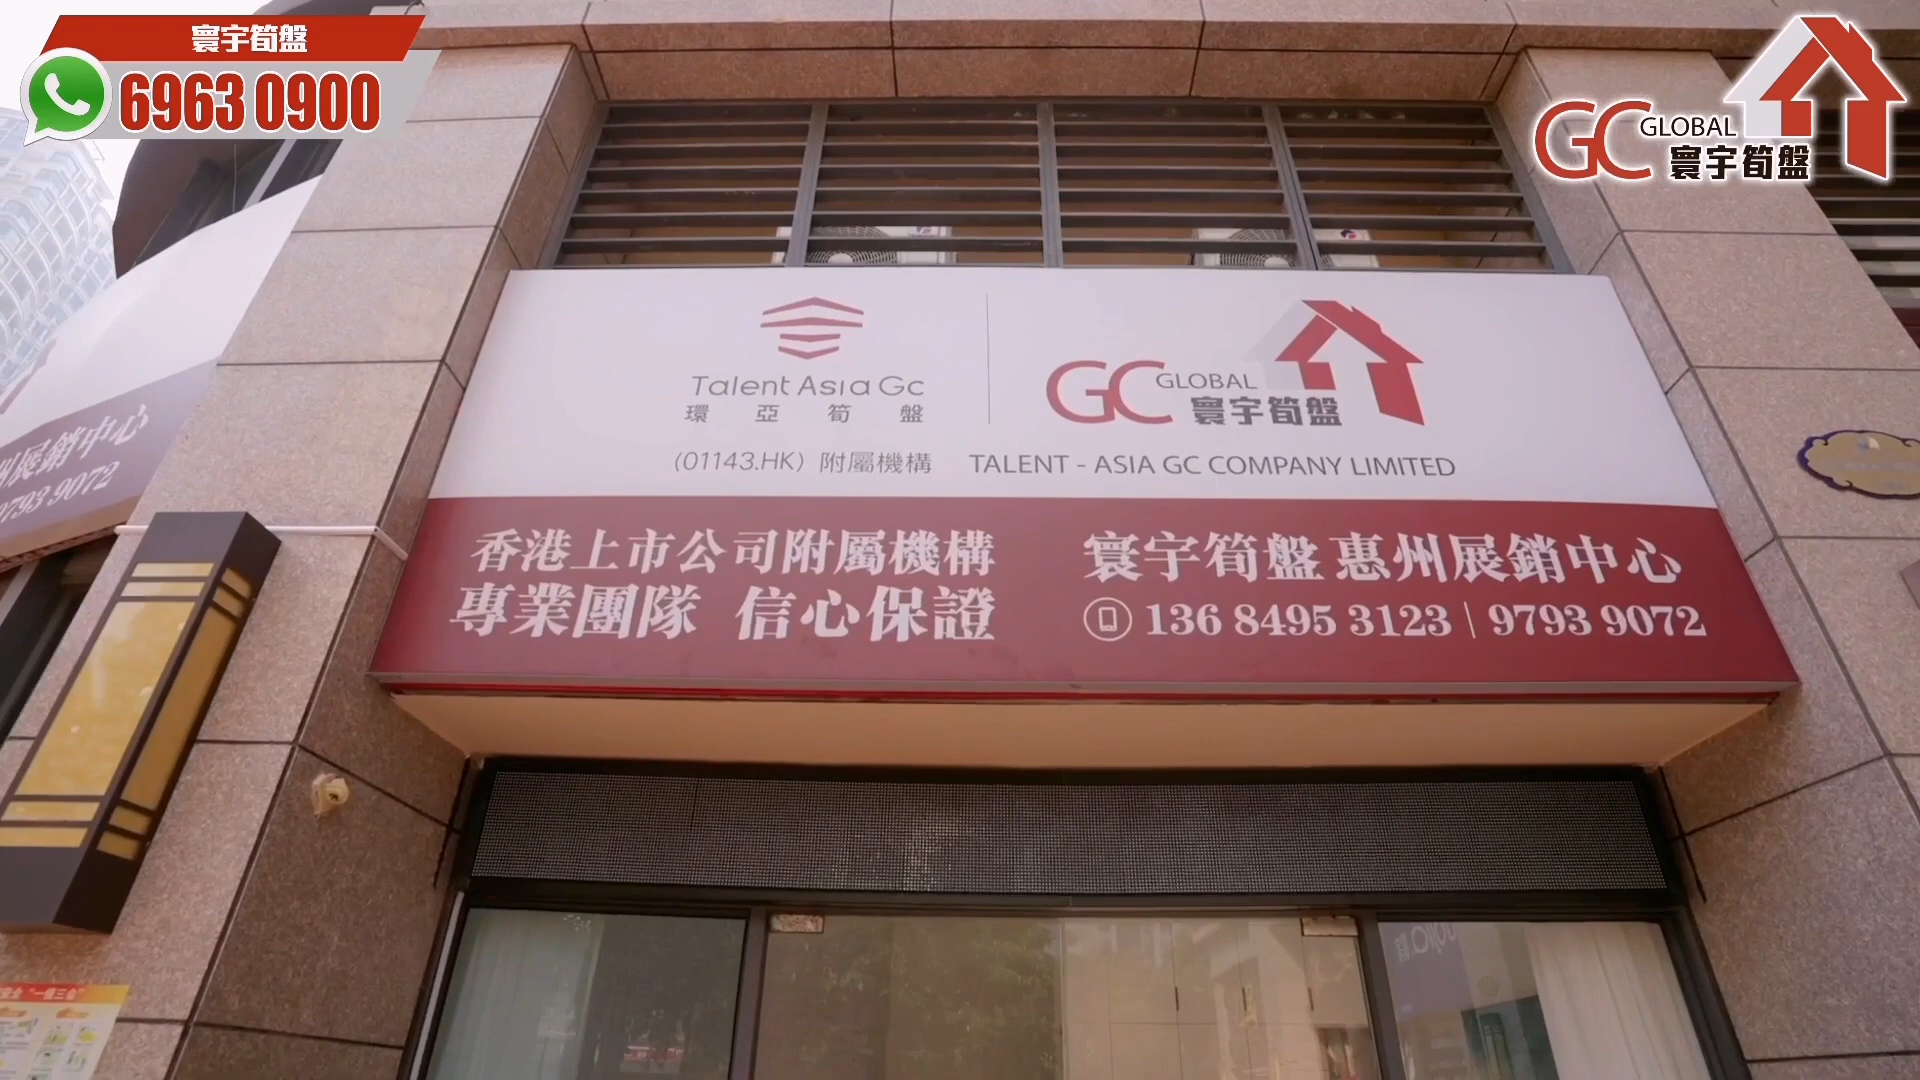 寰宇筍盤
6963 0900
GC GLOBAL
寰宇筍盤
Talent Asia Gc
環亞筍盤
(01143.HK) 附屬機構
GC GLOBAL
寰宇筍盤
TALENT - ASIA GC COMPANY LIMITED
香港上市公司附屬機構
專業團隊 信心保證
寰宇筍盤 惠州展銷中心
136 8495 3123 | 9793 9072
州展銷中心
9793 9072